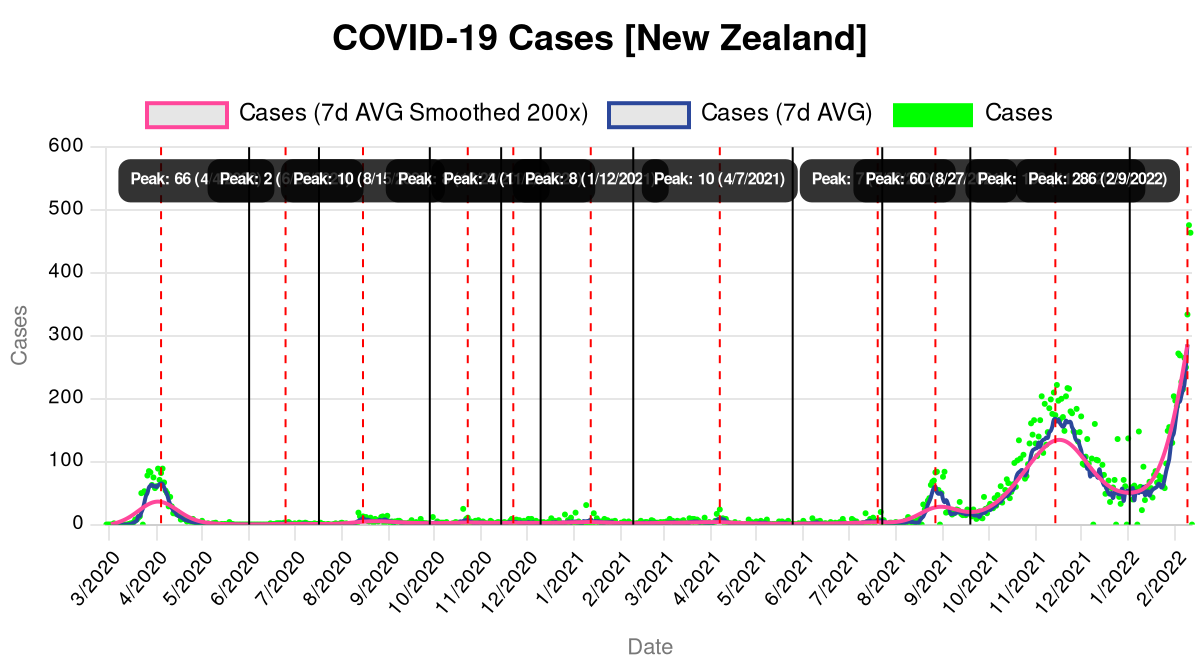 COVID-19 Cases [New Zealand]
Cases (7d AVG Smoothed 200x) Cases (7d AVG) Cases
600
Peak: 66 (4/ Peak: 2 (6 Peak: 10 (8/15 Peak: Peak: 4 (1 Peak: 8 (1/12/2021) Peak: 10 (4/7/2021) Peak: 7 Peak: 60 (8/27/ Peak: Peak: 286 (2/9/2022)
500
400
300
200
100
0
Cases
3/2020 4/2020 5/2020 6/2020 7/2020 8/2020 9/2020 10/2020 11/2020 12/2020 1/2021 2/2021 3/2021 4/2021 5/2021 6/2021 7/2021 8/2021 9/2021 10/2021 11/2021 12/2021 1/2022 2/2022
Date